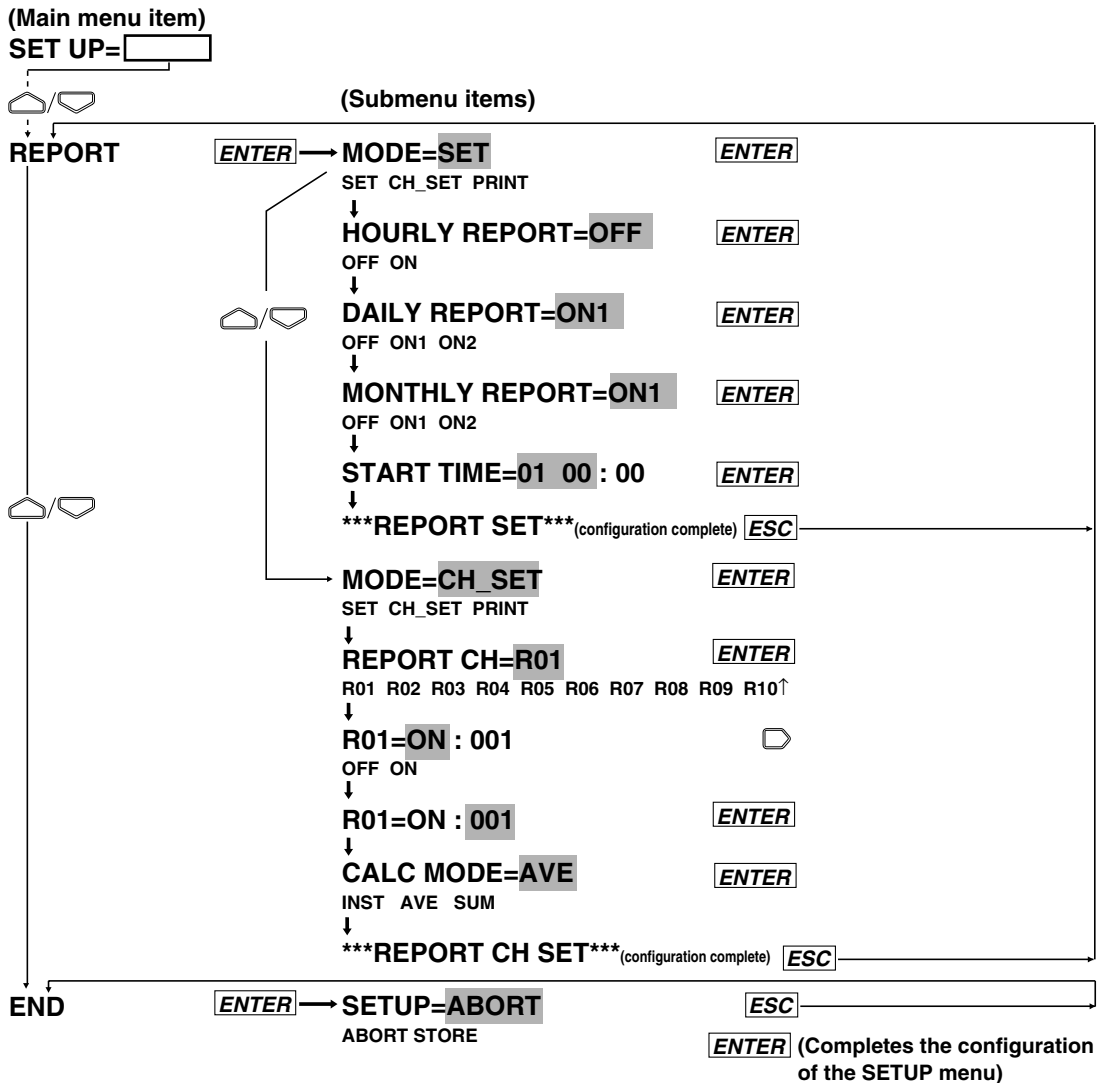 (Main menu item)
SET UP=
/
(Submenu items)
REPORT ENTER MODE=SET ENTER
SET CH_SET PRINT
HOURLY REPORT=OFF ENTER
OFF ON
/ DAILY REPORT=ON1 ENTER
OFF ON1 ON2
MONTHLY REPORT=ON1 ENTER
OFF ON1 ON2
START TIME=01 00 : 00 ENTER
/
***REPORT SET***(configuration complete) ESC
MODE=CH_SET ENTER
SET CH_SET PRINT
REPORT CH=R01 ENTER
R01 R02 R03 R04 R05 R06 R07 R08 R09 R10↑
R01=ON : 001
OFF ON
R01=ON : 001 ENTER
CALC MODE=AVE ENTER
INST AVE SUM
***REPORT CH SET***(configuration complete) ESC
END ENTER SETUP=ABORT ESC
ABORT STORE
ENTER (Completes the configuration
of the SETUP menu)